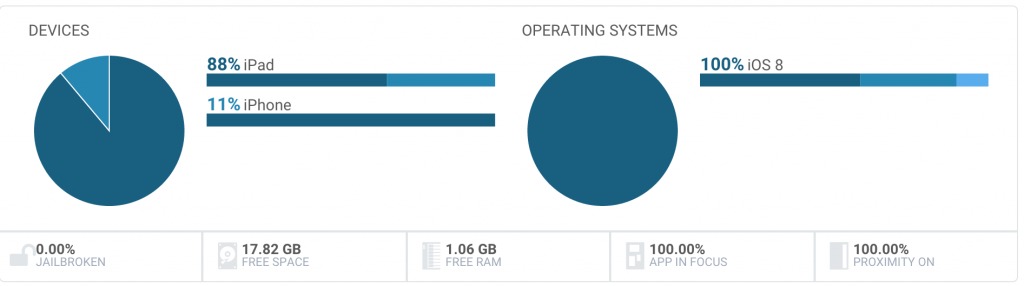 DEVICES
88% iPad
11% iPhone
OPERATING SYSTEMS
100% iOS 8
0.00%
JAILBROKEN
17.82 GB
FREE SPACE
1.06 GB
FREE RAM
100.00%
APP IN FOCUS
100.00%
PROXIMITY ON